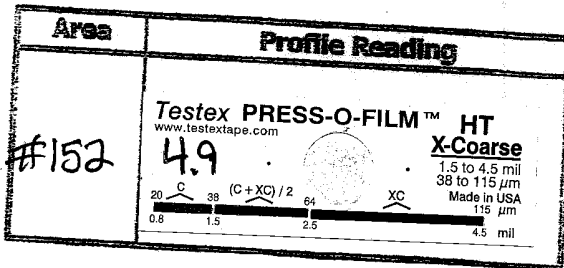 Area Profile Reading
Testex PRESS-O-FILM™ HT
www.testextape.com X-Coarse
#152 4.9 1.5 to 4.5 mil
38 to 115 µm
Made in USA
20 C 38 (C + XC) / 2 64 XC 115 µm
0.8 1.5 2.5 4.5 mil